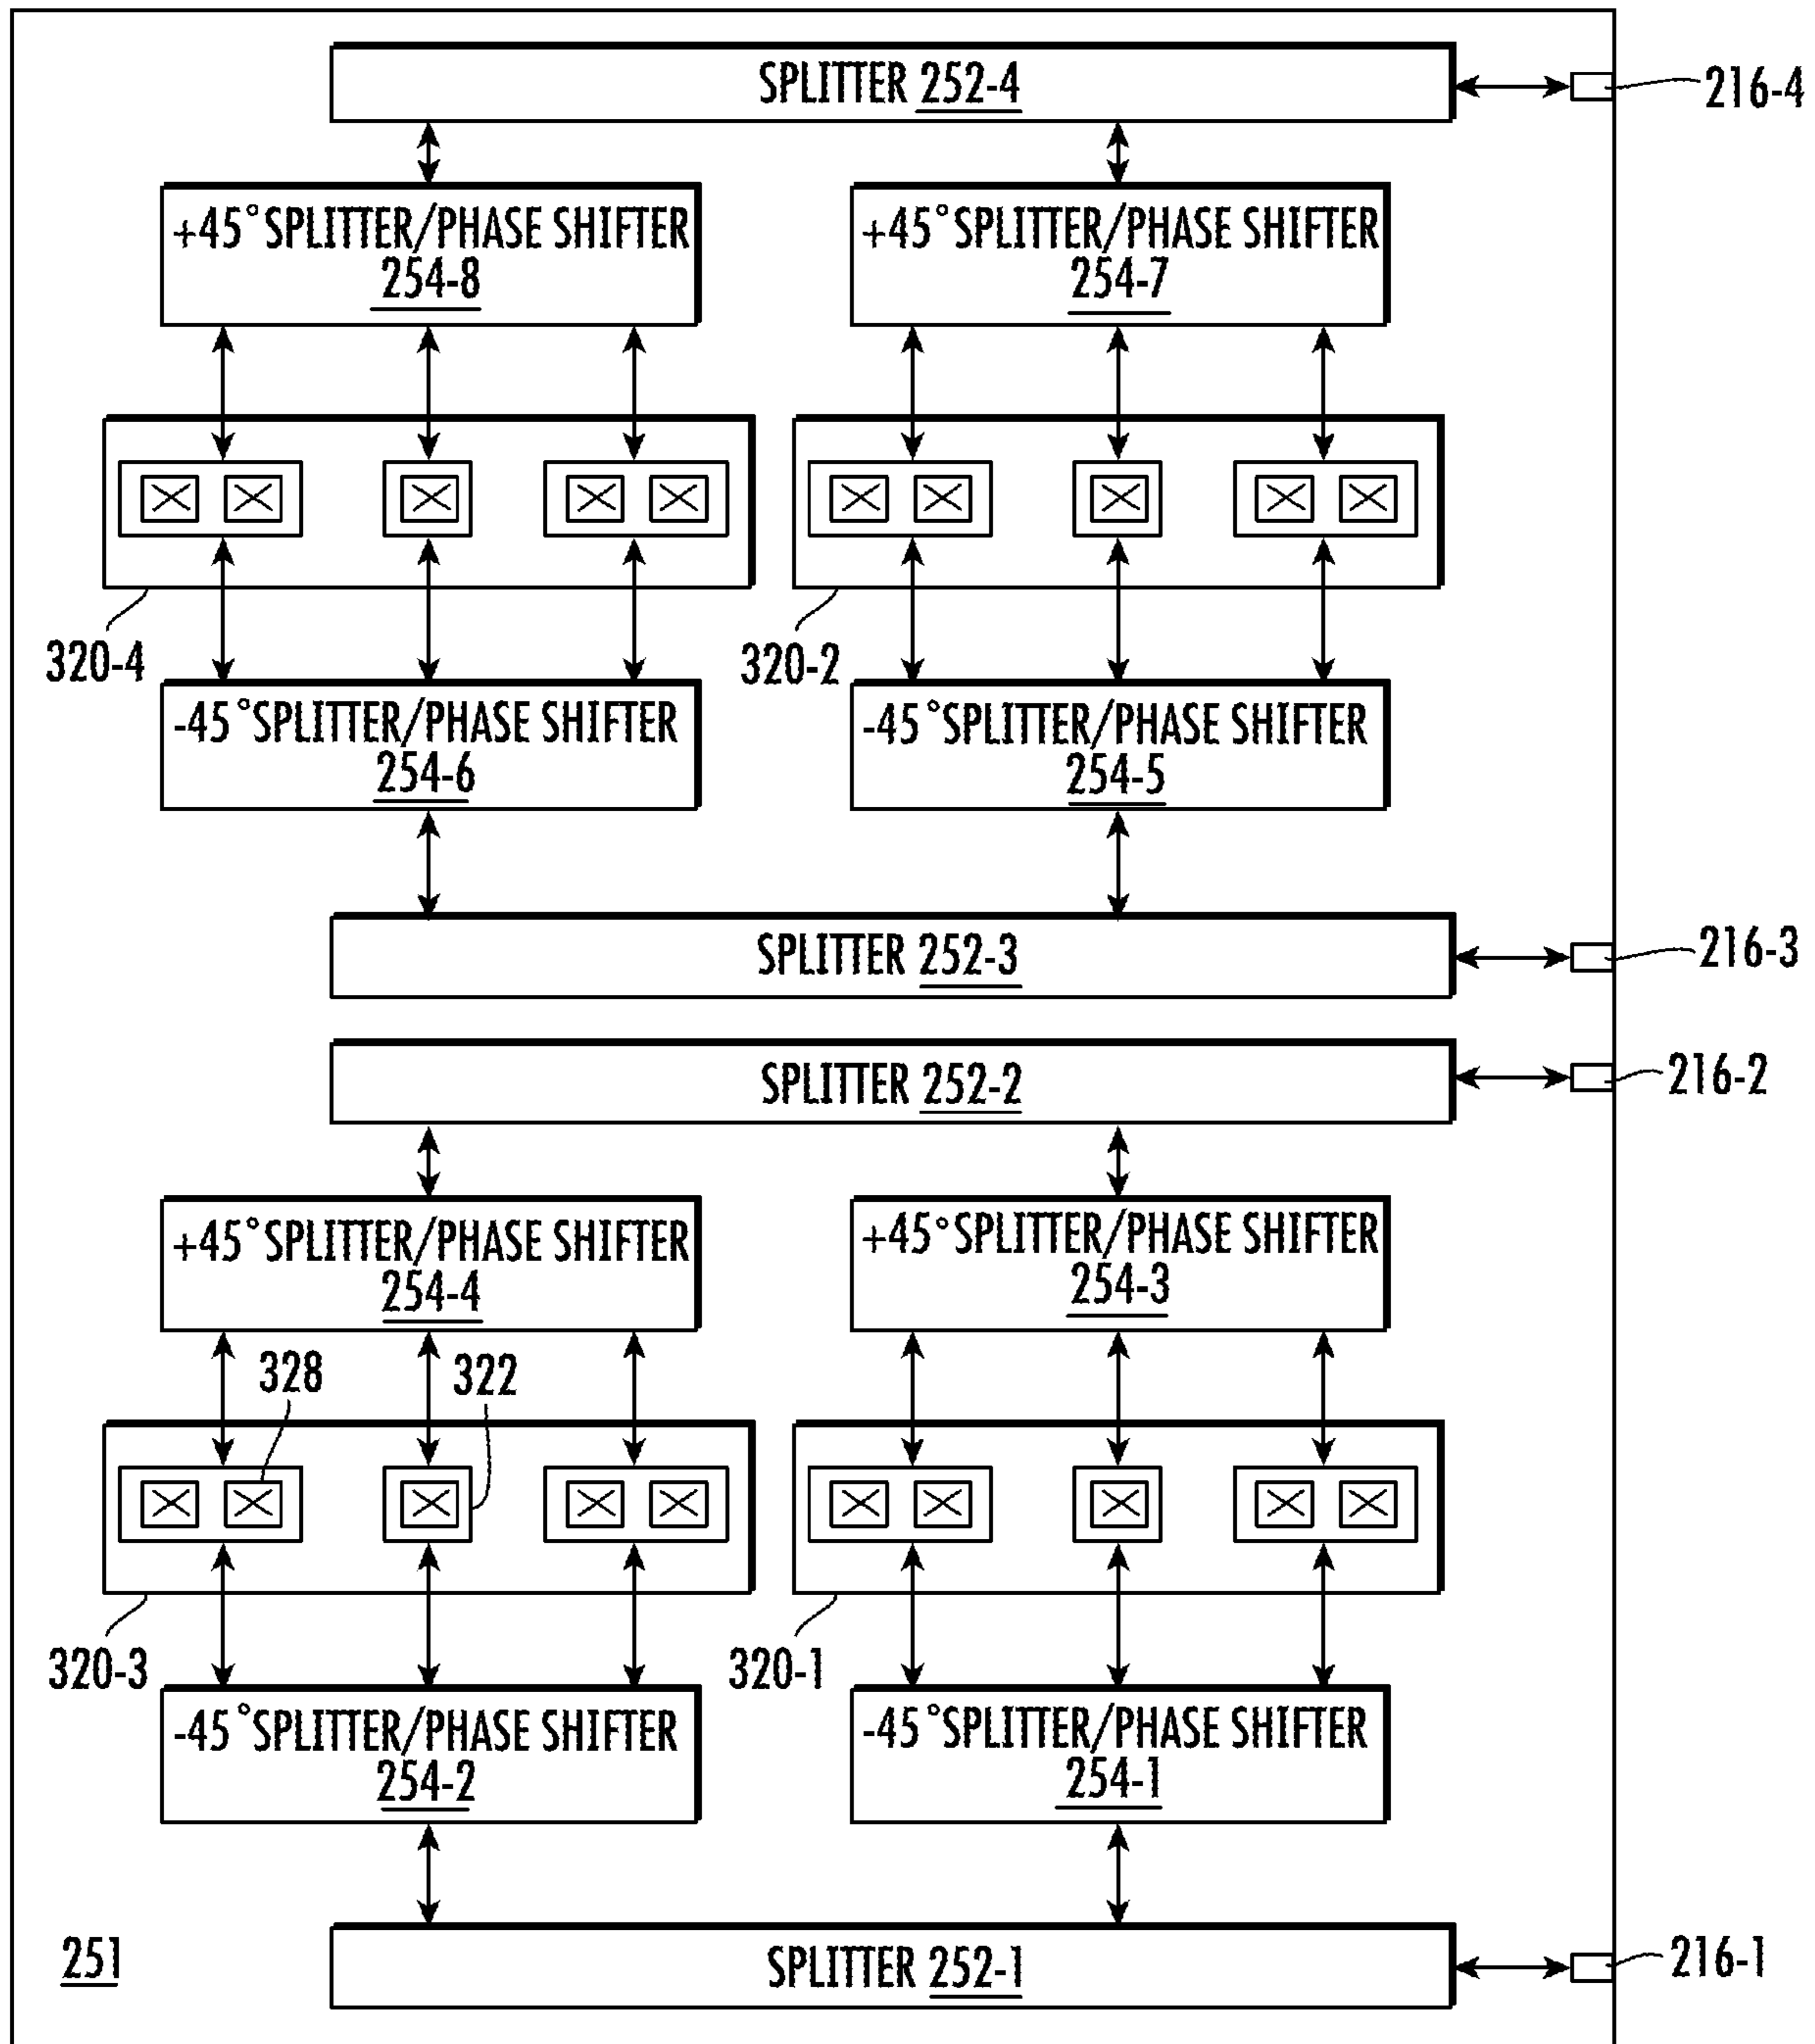 SPLITTER 252-4
216-4
+45°SPLITTER/PHASE SHIFTER
254-8
+45°SPLITTER/PHASE SHIFTER
254-7
320-4
320-2
-45°SPLITTER/PHASE SHIFTER
254-6
-45°SPLITTER/PHASE SHIFTER
254-5
SPLITTER 252-3
216-3
SPLITTER 252-2
216-2
+45°SPLITTER/PHASE SHIFTER
254-4
+45°SPLITTER/PHASE SHIFTER
254-3
328
322
320-3
320-1
-45°SPLITTER/PHASE SHIFTER
254-2
-45°SPLITTER/PHASE SHIFTER
254-1
251
SPLITTER 252-1
216-1